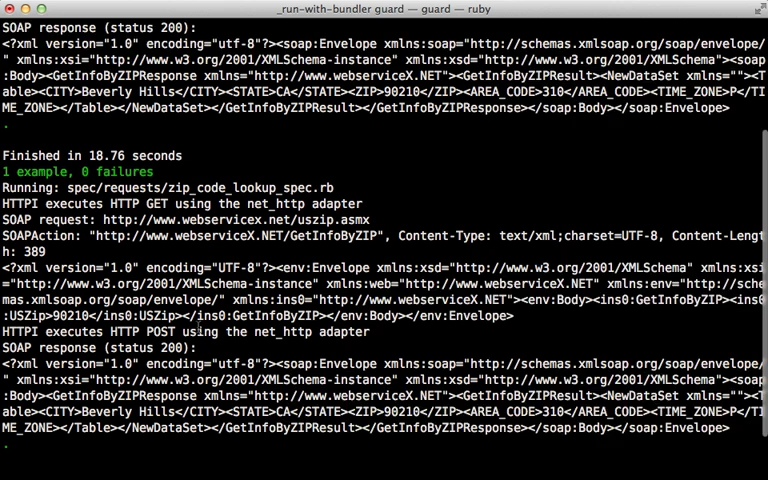 _run-with-bundler guard — guard — ruby
SOAP response (status 200):
<?xml version="1.0" encoding="utf-8"?><soap:Envelope xmlns:soap="http://schemas.xmlsoap.org/soap/envelope/
" xmlns:xsi="http://www.w3.org/2001/XMLSchema-instance" xmlns:xsd="http://www.w3.org/2001/XMLSchema"><soap
:Body><GetInfoByZIPResponse xmlns="http://www.webserviceX.NET"><GetInfoByZIPResult><NewDataSet xmlns=""><T
able><CITY>Beverly Hills</CITY><STATE>CA</STATE><ZIP>90210</ZIP><AREA_CODE>310</AREA_CODE><TIME_ZONE>P</TI
ME_ZONE></Table></NewDataSet></GetInfoByZIPResult></GetInfoByZIPResponse></soap:Body></soap:Envelope>
.
Finished in 18.76 seconds
1 example, 0 failures
Running: spec/requests/zip_code_lookup_spec.rb
HTTPI executes HTTP GET using the net_http adapter
SOAP request: http://www.webservicex.net/uszip.asmx
SOAPAction: "http://www.webserviceX.NET/GetInfoByZIP", Content-Type: text/xml;charset=UTF-8, Content-Lengt
h: 389
<?xml version="1.0" encoding="UTF-8"?><env:Envelope xmlns:xsd="http://www.w3.org/2001/XMLSchema" xmlns:xsi
="http://www.w3.org/2001/XMLSchema-instance" xmlns:web="http://www.webserviceX.NET" xmlns:env="http://sche
mas.xmlsoap.org/soap/envelope/" xmlns:ins0="http://www.webserviceX.NET"><env:Body><ins0:GetInfoByZIP><ins0
:USZip>90210</ins0:USZip></ins0:GetInfoByZIP></env:Body></env:Envelope>
HTTPI executes HTTP POST using the net_http adapter
SOAP response (status 200):
<?xml version="1.0" encoding="utf-8"?><soap:Envelope xmlns:soap="http://schemas.xmlsoap.org/soap/envelope/
" xmlns:xsi="http://www.w3.org/2001/XMLSchema-instance" xmlns:xsd="http://www.w3.org/2001/XMLSchema"><soap
:Body><GetInfoByZIPResponse xmlns="http://www.webserviceX.NET"><GetInfoByZIPResult><NewDataSet xmlns=""><T
able><CITY>Beverly Hills</CITY><STATE>CA</STATE><ZIP>90210</ZIP><AREA_CODE>310</AREA_CODE><TIME_ZONE>P</TI
ME_ZONE></Table></NewDataSet></GetInfoByZIPResult></GetInfoByZIPResponse></soap:Body></soap:Envelope>
.